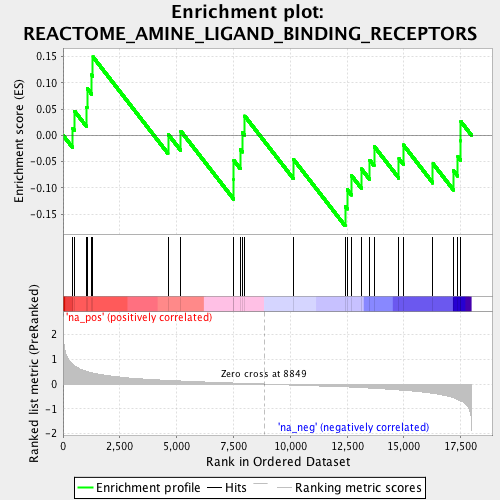 Enrichment plot:
REACTOME_AMINE_LIGAND_BINDING_RECEPTORS
Enrichment score (ES)
0.15
0.10
0.05
0.00
-0.05
-0.10
-0.15
'na_pos' (positively correlated)
Ranked list metric (PreRanked)
2
1
0
-1
-2
Zero cross at 8849
'na_neg' (negatively correlated)
0
2,500
5,000
7,500
10,000
12,500
15,000
17,500
Rank in Ordered Dataset
Enrichment profile
Hits
Ranking metric scores